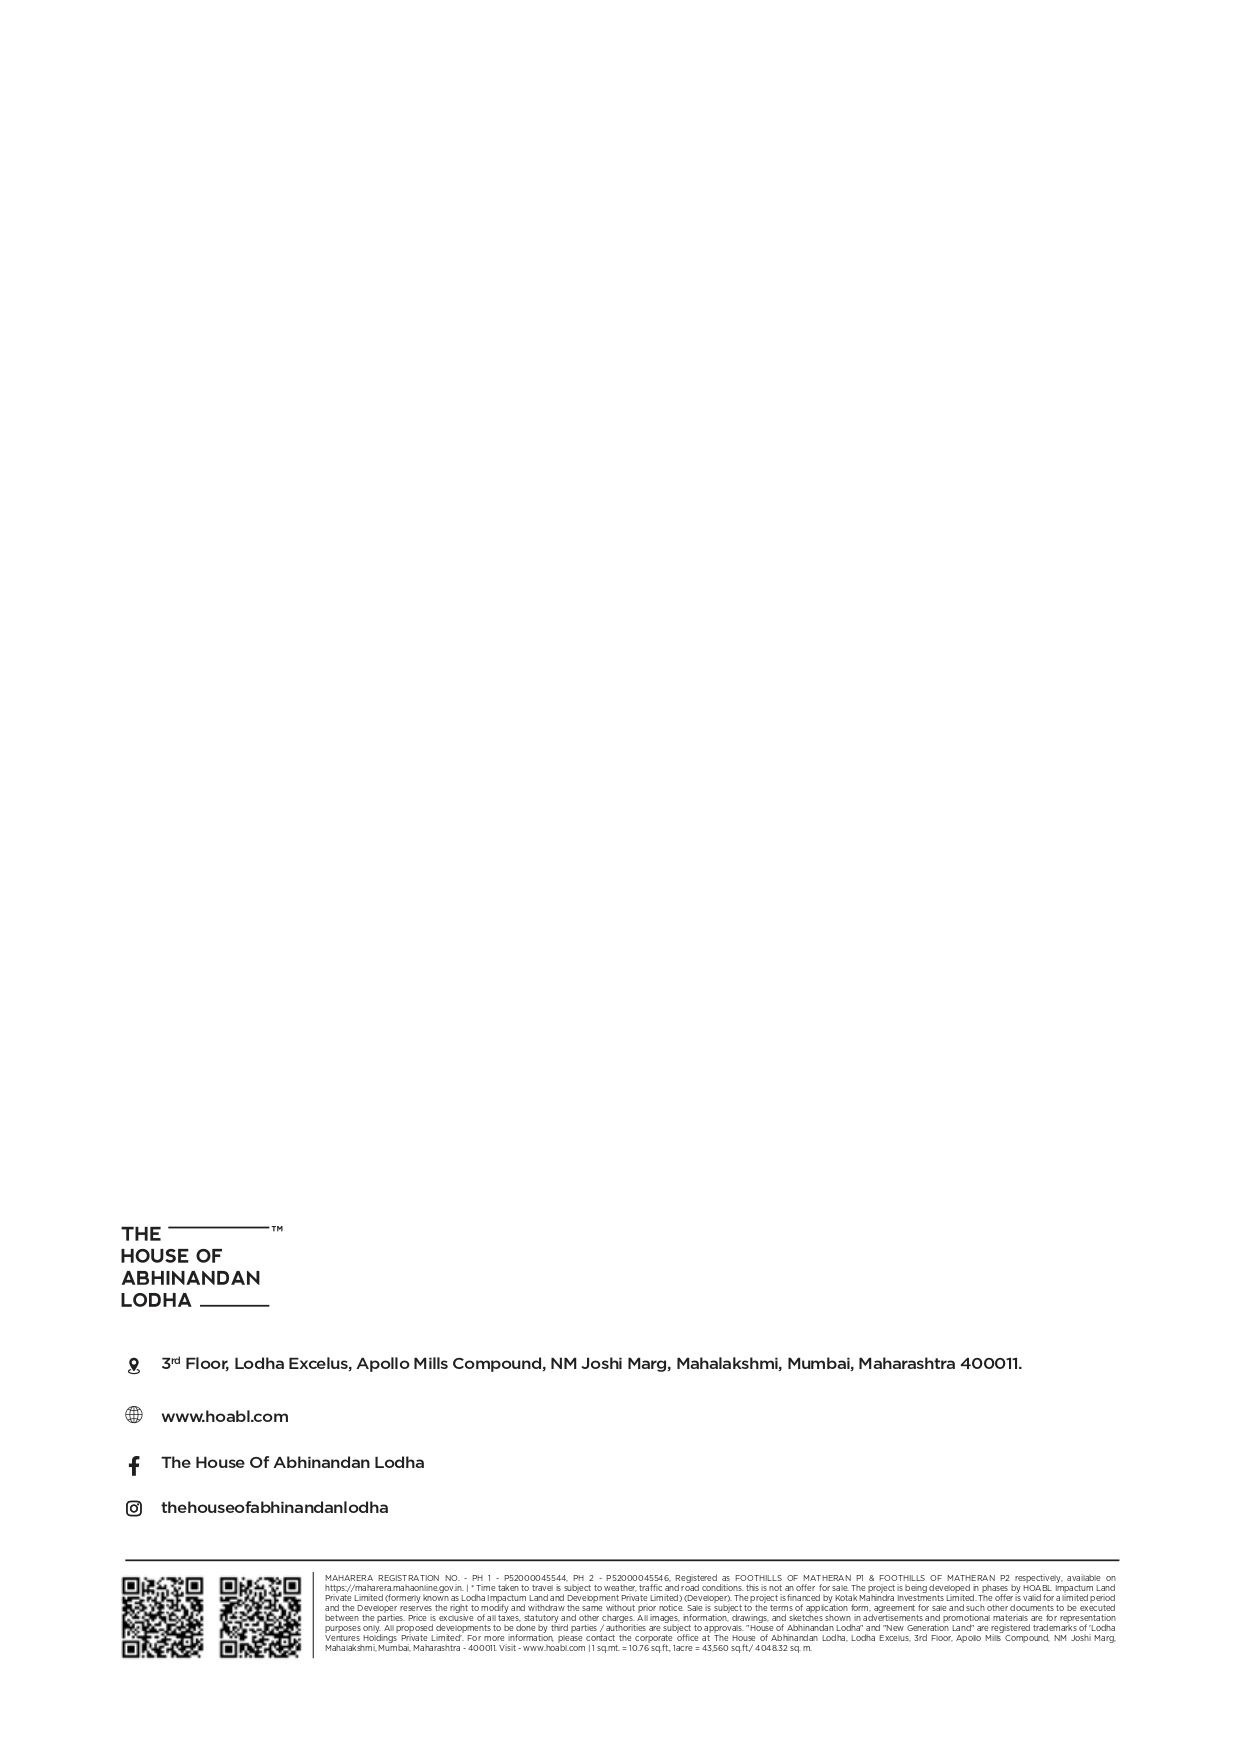 THE ™
HOUSE OF
ABHINANDAN
LODHA
3rd Floor, Lodha Excelus, Apollo Mills Compound, NM Joshi Marg, Mahalakshmi, Mumbai, Maharashtra 400011.
www.hoabl.com
The House Of Abhinandan Lodha
thehouseofabhinandanlodha
MAHARERA REGISTRATION NO. - PH 1 - P52000045544, PH 2 - P52000045546, Registered as FOOTHILLS OF MATHERAN P1 & FOOTHILLS OF MATHERAN P2 respectively, available on
https://maharera.mahaonline.gov.in. | * Time taken to travel is subject to weather, traffic and road conditions. this is not an offer for sale. The project is being developed in phases by HOABL Impactum Land
Private Limited (formerly known as Lodha Impactum Land and Development Private Limited) (Developer). The project is financed by Kotak Mahindra Investments Limited. The offer is valid for a limited period
and the Developer reserves the right to modify and withdraw the same without prior notice. Sale is subject to the terms of application form, agreement for sale and such other documents to be executed
between the parties. Price is exclusive of all taxes, statutory and other charges. All images, information, drawings, and sketches shown in advertisements and promotional materials are for representation
purposes only. All proposed developments to be done by third parties / authorities are subject to approvals. "House of Abhinandan Lodha" and "New Generation Land" are registered trademarks of 'Lodha
Ventures Holdings Private Limited'. For more information, please contact the corporate office at The House of Abhinandan Lodha, Lodha Excelus, 3rd Floor, Apollo Mills Compound, NM Joshi Marg,
Mahalakshmi, Mumbai, Maharashtra - 400011. Visit - www.hoabl.com | 1 sq.mt. = 10.76 sq.ft., 1acre = 43,560 sq.ft./ 4048.32 sq. m.